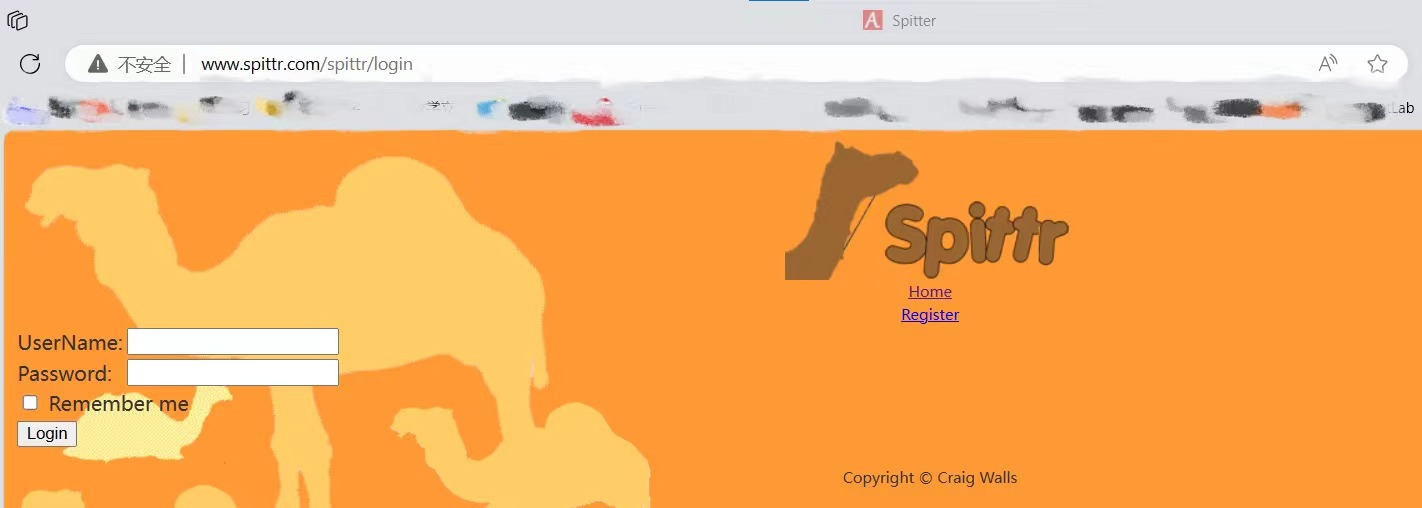 Spitter
不安全 | www.spittr.com/spittr/login
Lab
Spittr
Home
Register
UserName:
Password:
Remember me
Login
Copyright © Craig Walls